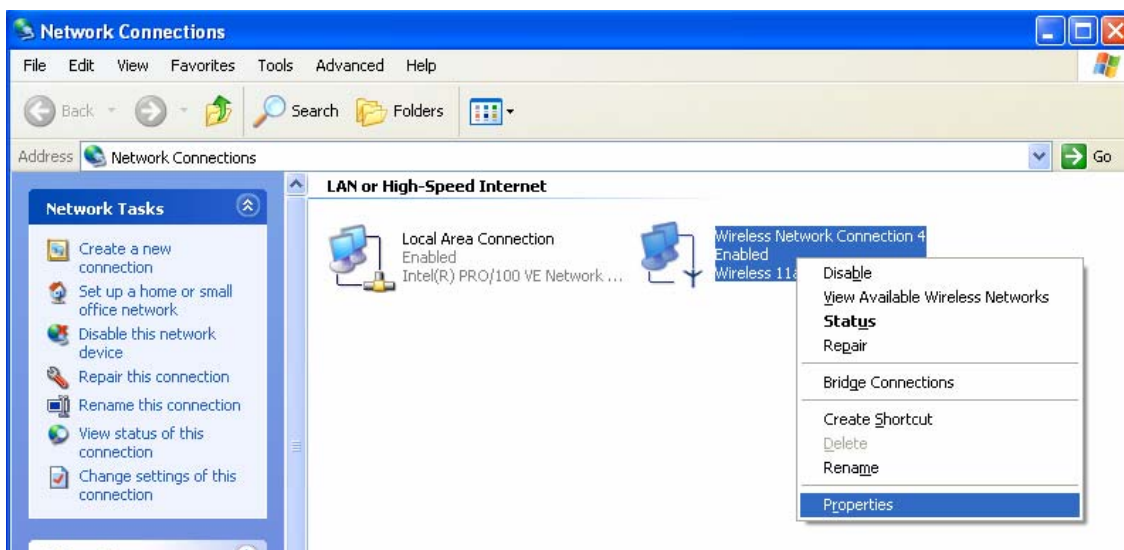 Network Connections
File Edit View Favorites Tools Advanced Help
Back Search Folders
Address Network Connections Go
Network Tasks
Create a new
connection
Set up a home or small
office network
Disable this network
device
Repair this connection
Rename this connection
View status of this
connection
Change settings of this
connection
LAN or High-Speed Internet
Local Area Connection
Enabled
Intel(R) PRO/100 VE Network ...
Wireless Network Connection 4
Enabled
Wireless
Disable
View Available Wireless Networks
Status
Repair
Bridge Connections
Create Shortcut
Delete
Rename
Properties